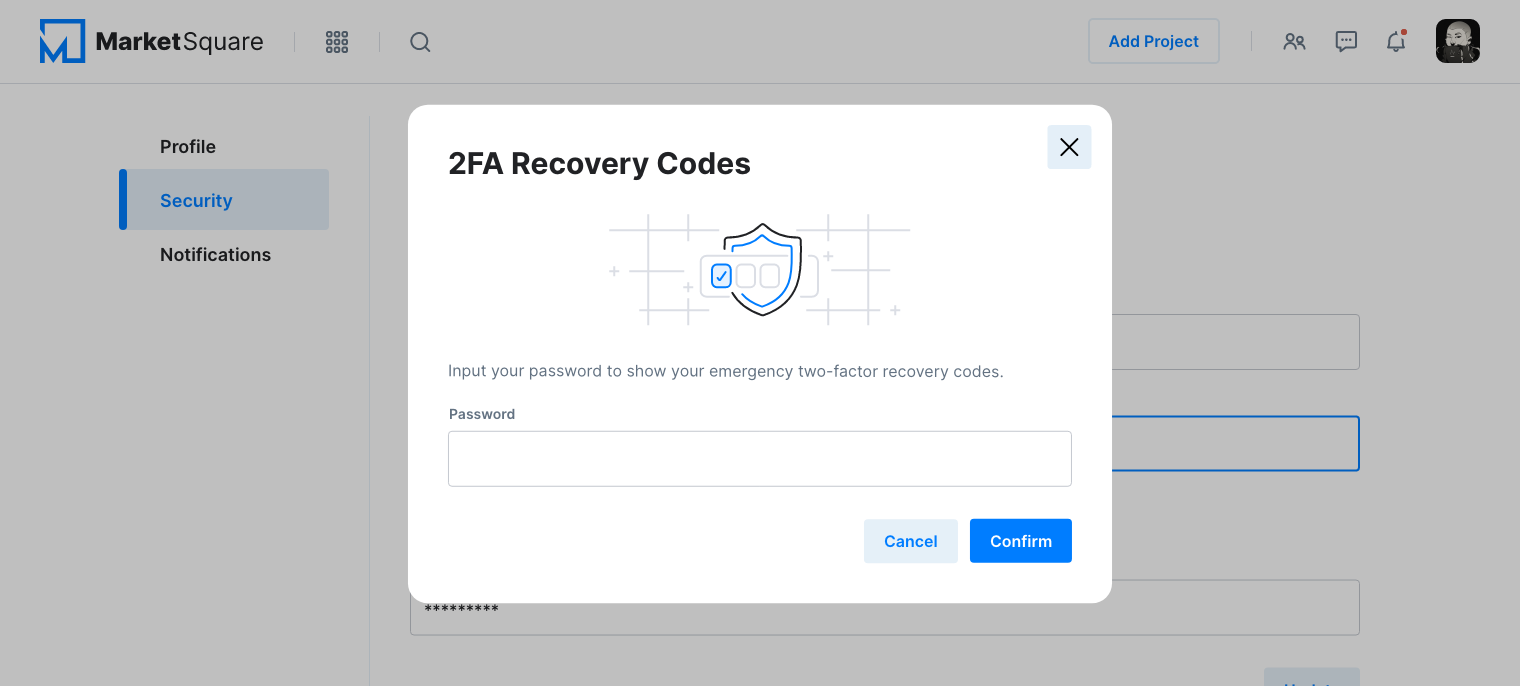 MarketSquare
Add Project
Profile
Security
Notifications
2FA Recovery Codes
Input your password to show your emergency two-factor recovery codes.
Password
Cancel
Confirm
*********